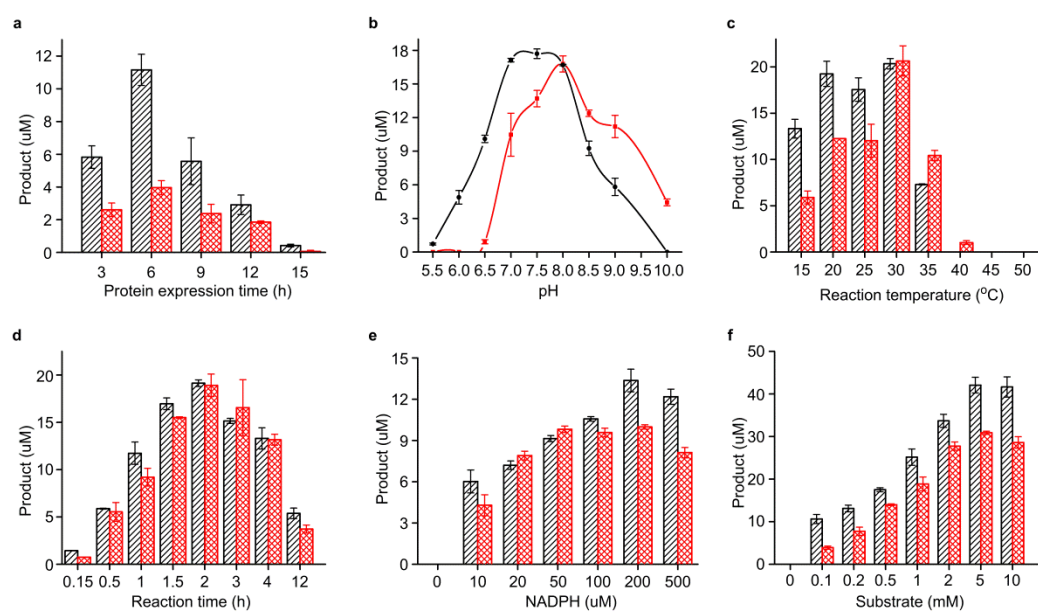 a
Product (uM)
12
10
8
6
4
2
0
3 6 9 12 15
Protein expression time (h)
b
Product (uM)
18
15
12
9
6
3
0
5.5 6.0 6.5 7.0 7.5 8.0 8.5 9.0 9.5 10.0
pH
c
Product (uM)
20
15
10
5
0
15 20 25 30 35 40 45 50
Reaction temperature (°C)
d
Product (uM)
20
15
10
5
0
0.15 0.5 1 1.5 2 3 4 12
Reaction time (h)
e
Product (uM)
15
12
9
6
3
0
0 10 20 50 100 200 500
NADPH (uM)
f
Product (uM)
50
40
30
20
10
0
0 0.1 0.2 0.5 1 2 5 10
Substrate (mM)